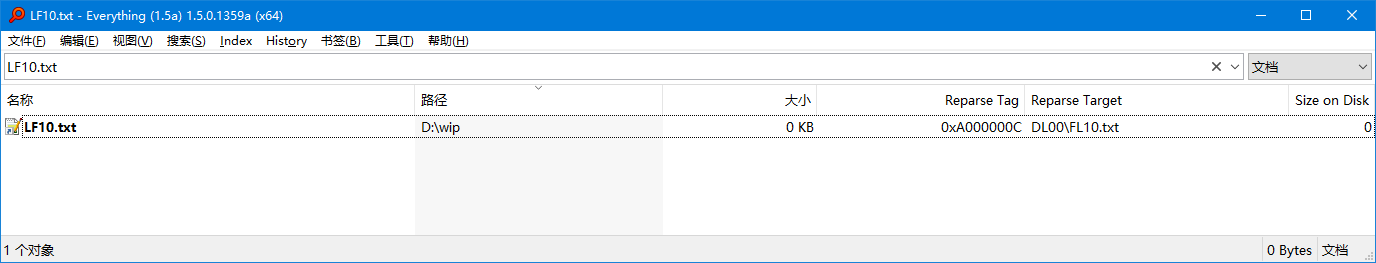 LF10.txt - Everything (1.5a) 1.5.0.1359a (x64)
文件(F) 编辑(E) 视图(V) 搜索(S) Index History 书签(B) 工具(T) 帮助(H)
LF10.txt 文档
名称 路径 大小 Reparse Tag Reparse Target Size on Disk
LF10.txt D:\wip 0 KB 0xA000000C DL00\FL10.txt 0
1 个对象 0 Bytes 文档